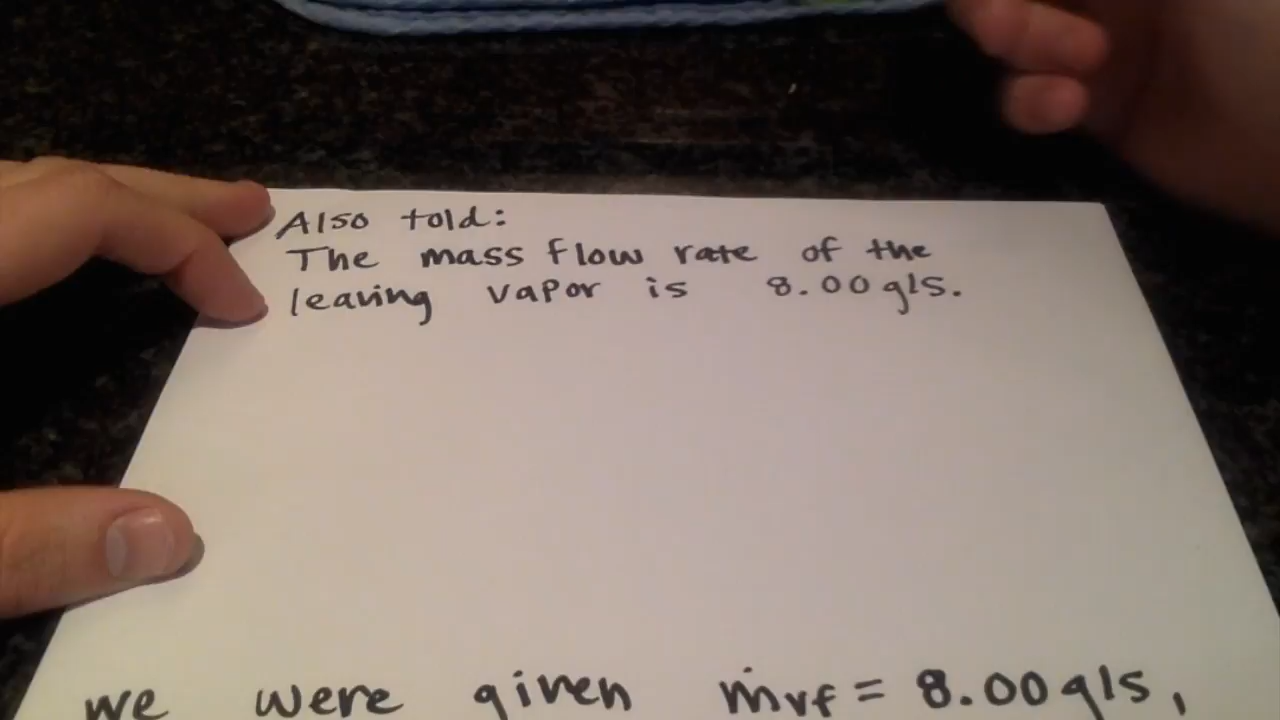 Also told:
The mass flow rate of the
leaving vapor is 8.00 g/s.
we were given ṁvf = 8.00 g/s,